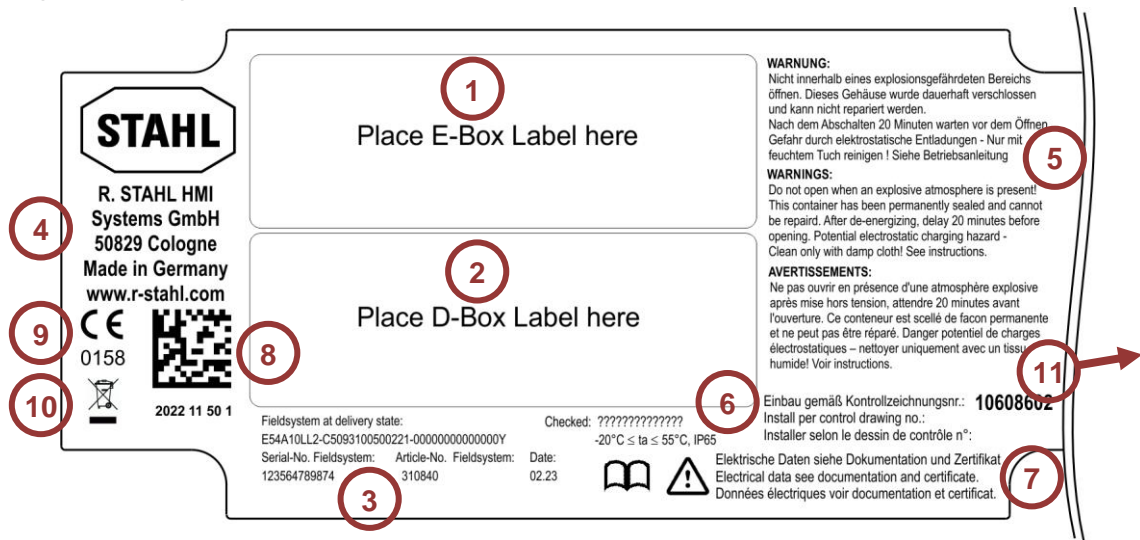 STAHL
R. STAHL HMI
Systems GmbH
50829 Cologne
Made in Germany
www.r-stahl.com
4
9
CE
0158
10
8
2022 11 50 1
1
Place E-Box Label here
2
Place D-Box Label here
Fieldsystem at delivery state:
E54A10LL2-C5093100500221-00000000000000Y
Serial-No. Fieldsystem: Article-No. Fieldsystem: Date:
123564789874 310840 02.23
3
Checked: ??????????????
-20°C ≤ ta ≤ 55°C, IP65
6
WARNUNG:
Nicht innerhalb eines explosionsgefährdeten Bereichs
öffnen. Dieses Gehäuse wurde dauerhaft verschlossen
und kann nicht repariert werden.
Nach dem Abschalten 20 Minuten warten vor dem Öffnen
Gefahr durch elektrostatische Entladungen - Nur mit
feuchtem Tuch reinigen ! Siehe Betriebsanleitung
5
WARNINGS:
Do not open when an explosive atmosphere is present!
This container has been permanently sealed and cannot
be repaird. After de-energizing, delay 20 minutes before
opening. Potential electrostatic charging hazard -
Clean only with damp cloth! See instructions.
AVERTISSEMENTS:
Ne pas ouvrir en présence d'une atmosphère explosive
après mise hors tension, attendre 20 minutes avant
l'ouverture. Ce conteneur est scellé de facon permanente
et ne peut pas être réparé. Danger potentiel de charges
électrostatiques – nettoyer uniquement avec un tissu
humide! Voir instructions.
11
Einbau gemäß Kontrollzeichnungsnr.: 10608602
Install per control drawing no.:
Installer selon le dessin de contrôle n°:
Elektrische Daten siehe Dokumentation und Zertifikat
Electrical data see documentation and certificate.
Données électriques voir documentation et certificat.
7